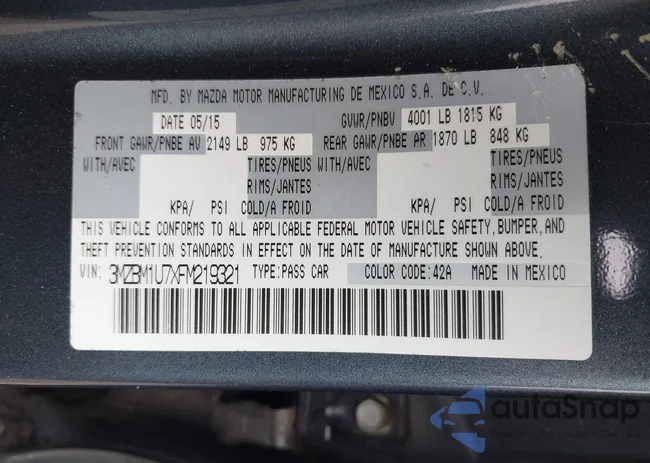 MFD. BY MAZDA MOTOR MANUFACTURING DE MEXICO S.A. DE C.V.
DATE 05/15 GVWR/PNBV 4001 LB 1815 KG
FRONT GAWR/PNBE AV 2149 LB 975 KG REAR GAWR/PNBE AR 1870 LB 848 KG
WITH/AVEC TIRES/PNEUS WITH/AVEC TIRES/PNEUS
RIMS/JANTES RIMS/JANTES
KPA/ PSI COLD/A FROID KPA/ PSI COLD/A FROID
THIS VEHICLE CONFORMS TO ALL APPLICABLE FEDERAL MOTOR VEHICLE SAFETY, BUMPER, AND
THEFT PREVENTION STANDARDS IN EFFECT ON THE DATE OF MANUFACTURE SHOWN ABOVE.
VIN: 3MZBM1U7XFM219321 TYPE:PASS CAR COLOR CODE:42A MADE IN MEXICO
autoSnap